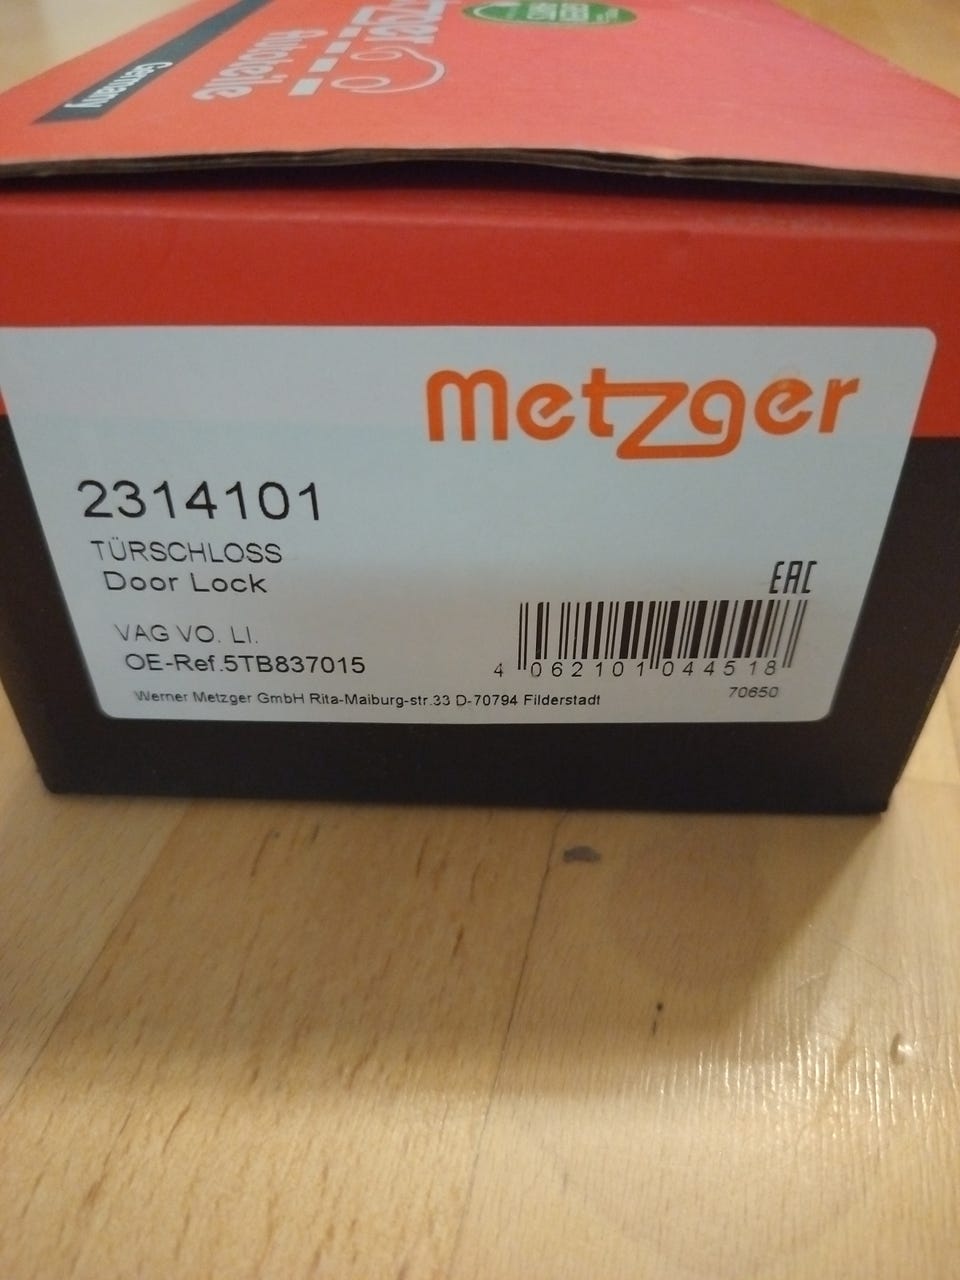 Autoteile
Germany
Metzger
2314101
TÜRSCHLOSS
Door Lock
EAC
VAG VO. LI.
OE-Ref.5TB837015
4 062101 044518
70650
Werner Metzger GmbH Rita-Maiburg-str.33 D-70794 Filderstadt